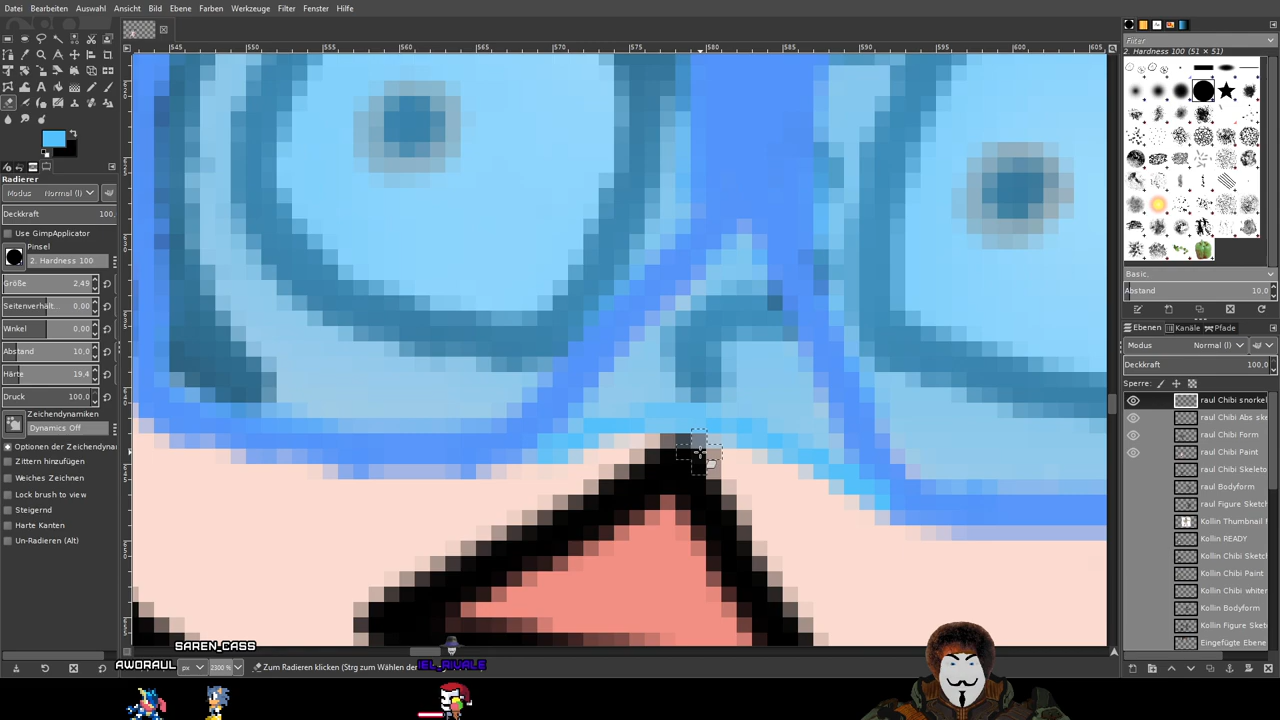 Datei Bearbeiten Auswahl Ansicht Bild Ebene Farben Werkzeuge Filter Fenster Hilfe
545 550 555 560 565 570 575 580 585 590 595 600 605
Filter
2. Hardness 100 (51 × 51)
Radierer
Modus Normal (l)
Deckkraft 100,
Use GimpApplicator
Pinsel
2. Hardness 100
Größe 2,49
Seitenverhält... 0,00
Winkel 0,00
Abstand 10,0
Härte 19,4
Druck 100,0
Zeichendynamiken
Dynamics Off
Optionen der Zeichendynan
Zittern hinzufügen
Weiches Zeichnen
Lock brush to view
Steigernd
Harte Kanten
Un-Radieren (Alt)
Basic,
Abstand 10,0
Ebenen Kanäle Pfade
Modus Normal (l)
Deckkraft 100,0
Sperre:
raul Chibi snorkel
raul Chibi Abs ske
raul Chibi Form
raul Chibi Paint
raul Chibi Skeleto
raul Bodyform
raul Figure Sketch
Kollin Thumbnail
Kollin READY
Kollin Chibi Sketch
Kollin Chibi Paint
Kollin Chibi whiter
Kollin Bodyform
Kollin Figure Sket
Eingefügte Ebene
px 2300 % Zum Radieren klicken (Strg zum Wählen der
SAREN_CASS
AWORAUL
IEL_RIVALE